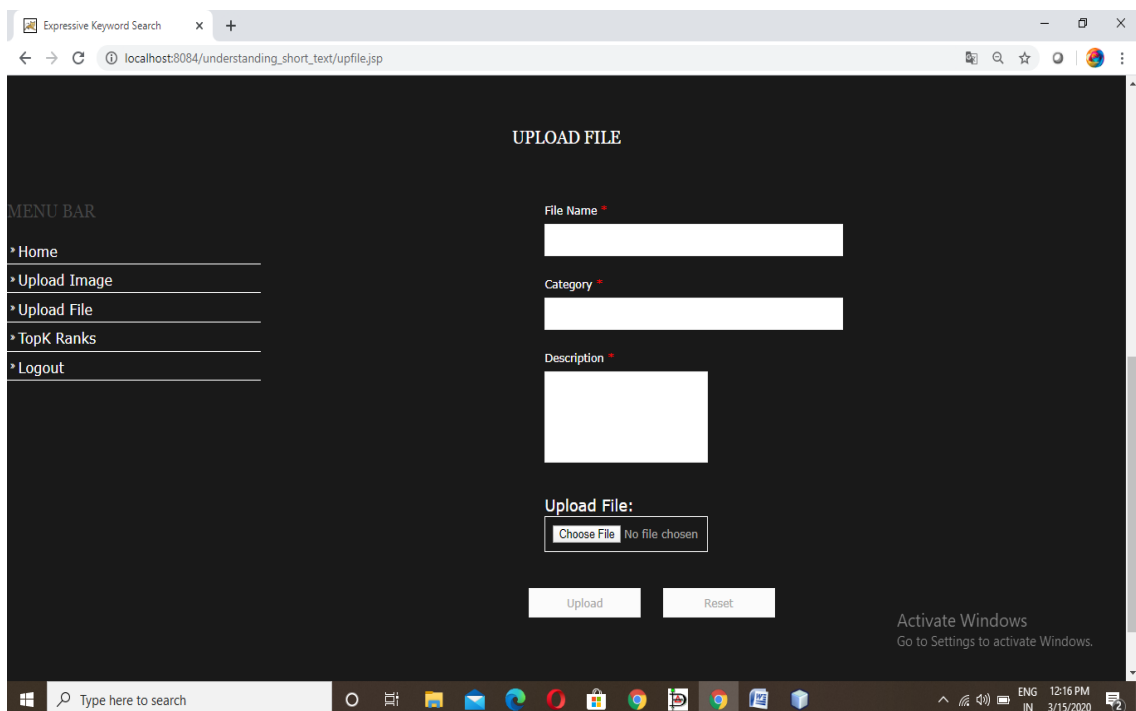 Expressive Keyword Search
localhost:8084/understanding_short_text/upfile.jsp
UPLOAD FILE
MENU BAR
» Home
» Upload Image
» Upload File
» TopK Ranks
» Logout
File Name *
Category *
Description *
Upload File:
Choose File No file chosen
Upload Reset
Activate Windows
Go to Settings to activate Windows.
Type here to search
ENG 12:16 PM
IN 3/15/2020
2